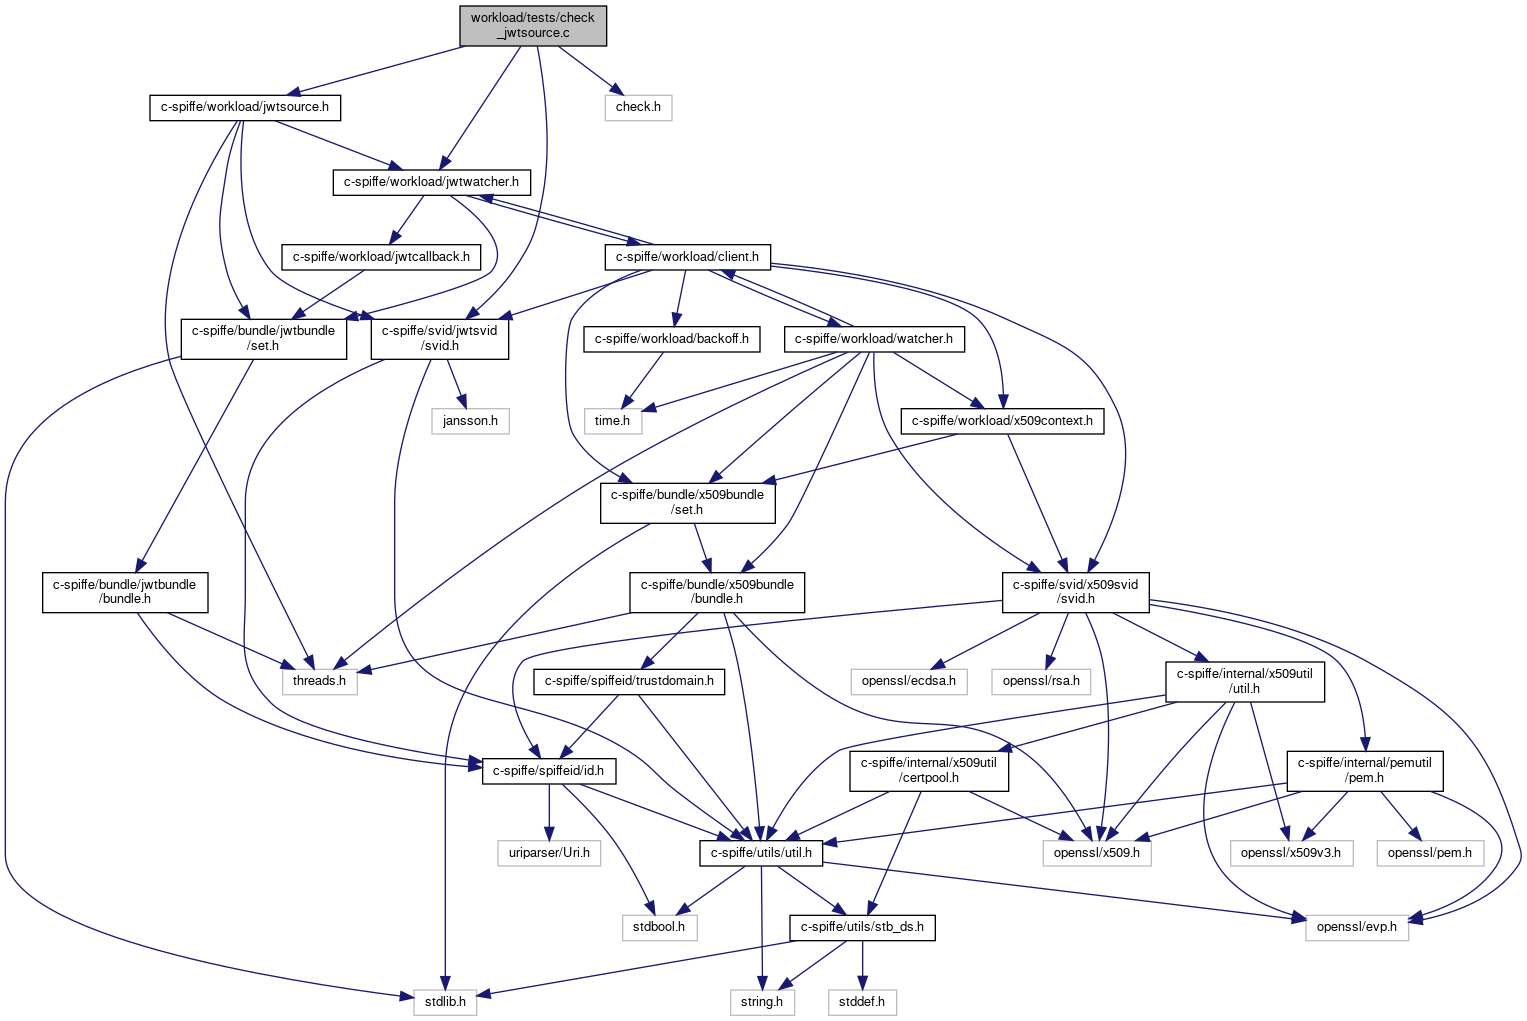 workload/tests/check
_jwtsource.c
c-spiffe/workload/jwtsource.h
check.h
c-spiffe/workload/jwtwatcher.h
c-spiffe/workload/jwtcallback.h
c-spiffe/workload/client.h
c-spiffe/bundle/jwtbundle
/set.h
c-spiffe/svid/jwtsvid
/svid.h
c-spiffe/workload/backoff.h
c-spiffe/workload/watcher.h
jansson.h
time.h
c-spiffe/workload/x509context.h
c-spiffe/bundle/x509bundle
/set.h
c-spiffe/bundle/jwtbundle
/bundle.h
c-spiffe/bundle/x509bundle
/bundle.h
c-spiffe/svid/x509svid
/svid.h
threads.h
c-spiffe/spiffeid/trustdomain.h
openssl/ecdsa.h
openssl/rsa.h
c-spiffe/internal/x509util
/util.h
c-spiffe/spiffeid/id.h
c-spiffe/internal/x509util
/certpool.h
c-spiffe/internal/pemutil
/pem.h
uriparser/Uri.h
c-spiffe/utils/util.h
openssl/x509.h
openssl/x509v3.h
openssl/pem.h
stdbool.h
c-spiffe/utils/stb_ds.h
openssl/evp.h
stdlib.h
string.h
stddef.h